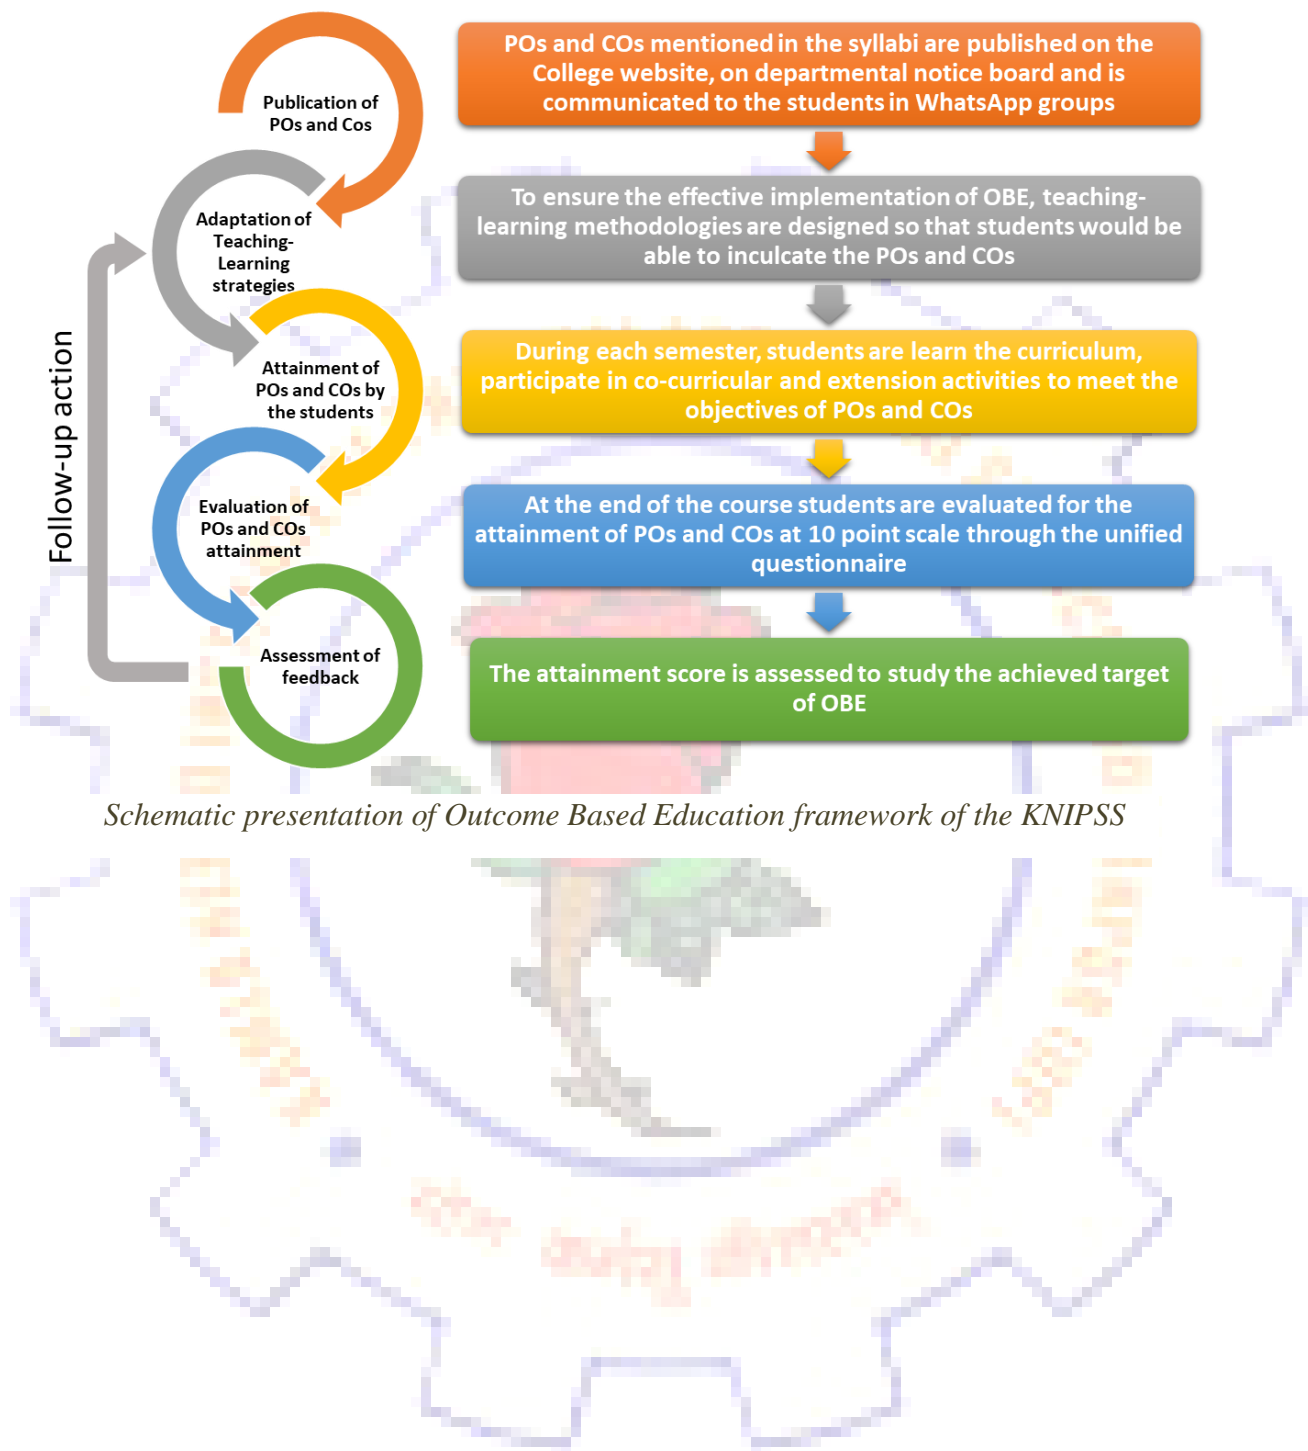 Publication of
POs and Cos
POs and COs mentioned in the syllabi are published on the
College website, on departmental notice board and is
communicated to the students in WhatsApp groups
Adaptation of
Teaching-
Learning
strategies
To ensure the effective implementation of OBE, teaching-
learning methodologies are designed so that students would be
able to inculcate the POs and COs
Attainment of
POs and COs by
the students
During each semester, students are learn the curriculum,
participate in co-curricular and extension activities to meet the
objectives of POs and COs
Evaluation of
POs and COs
attainment
At the end of the course students are evaluated for the
attainment of POs and COs at 10 point scale through the unified
questionnaire
Assessment of
feedback
The attainment score is assessed to study the achieved target
of OBE
Follow-up action
Schematic presentation of Outcome Based Education framework of the KNIPSS